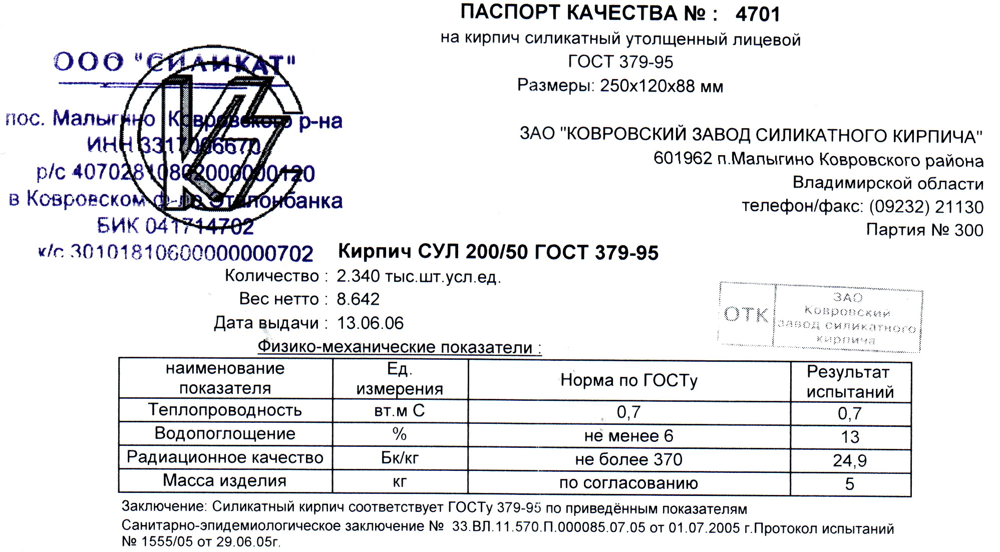 ПАСПОРТ КАЧЕСТВА № : 4701
на кирпич силикатный утолщенный лицевой
ГОСТ 379-95
Размеры: 250х120х88 мм
ООО "СИЛИКАТ"
пос. Малыгино Ковровского р-на
ИНН 3317006670
р/с 40702810802000000120
в Ковровском ф-ле Эталонбанка
БИК 041714702
к/с 30101810600000000702
ЗАО "КОВРОВСКИЙ ЗАВОД СИЛИКАТНОГО КИРПИЧА"
601962 п.Малыгино Ковровского района
Владимирской области
телефон/факс: (09232) 21130
Партия № 300
Кирпич СУЛ 200/50 ГОСТ 379-95
Количество : 2.340 тыс.шт.усл.ед.
Вес нетто : 8.642
Дата выдачи : 13.06.06
ОТК
ЗАО
Ковровский
завод силикатного
кирпича
Физико-механические показатели :
наименование показателя Ед. измерения Норма по ГОСТу Результат испытаний
Теплопроводность вт.м С 0,7 0,7
Водопоглощение % не менее 6 13
Радиационное качество Бк/кг не более 370 24,9
Масса изделия кг по согласованию 5
Заключение: Силикатный кирпич соответствует ГОСТу 379-95 по приведённым показателям
Санитарно-эпидемиологическое заключение № 33.ВЛ.11.570.П.000085.07.05 от 01.07.2005 г.Протокол испытаний
№ 1555/05 от 29.06.05г.